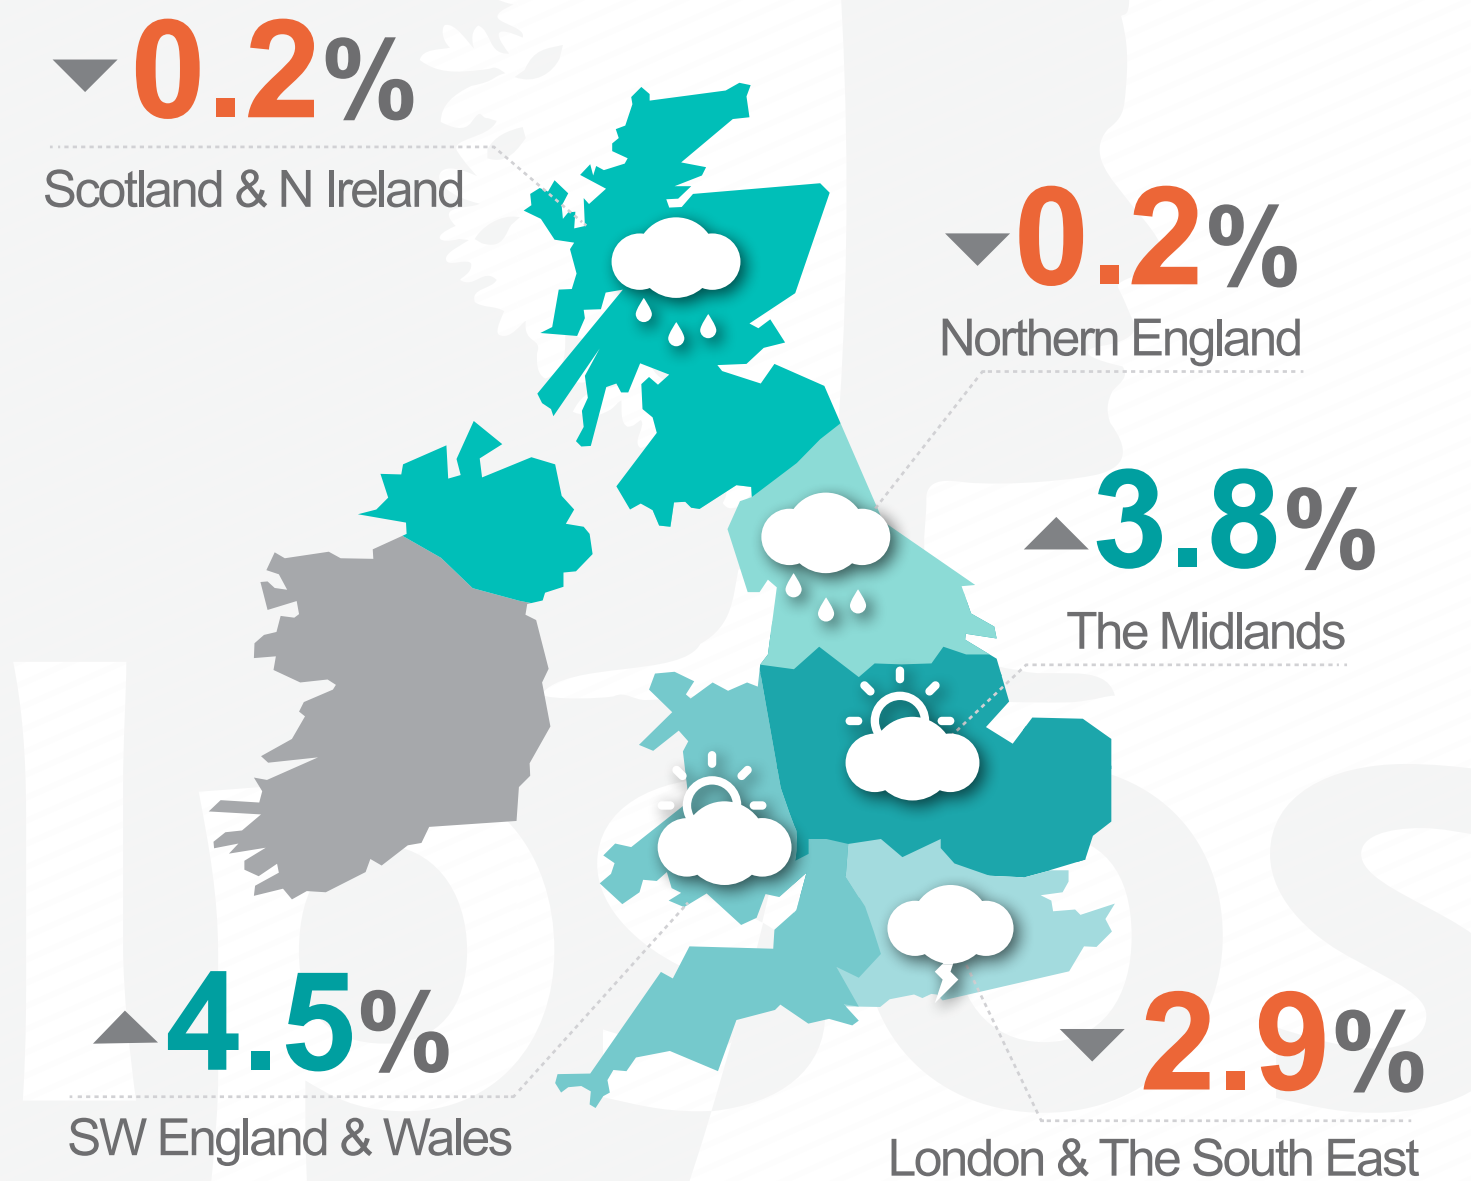 ▼0.2%
Scotland & N Ireland
▼0.2%
Northern England
▲3.8%
The Midlands
▲4.5%
SW England & Wales
▼2.9%
London & The South East
Ipsos